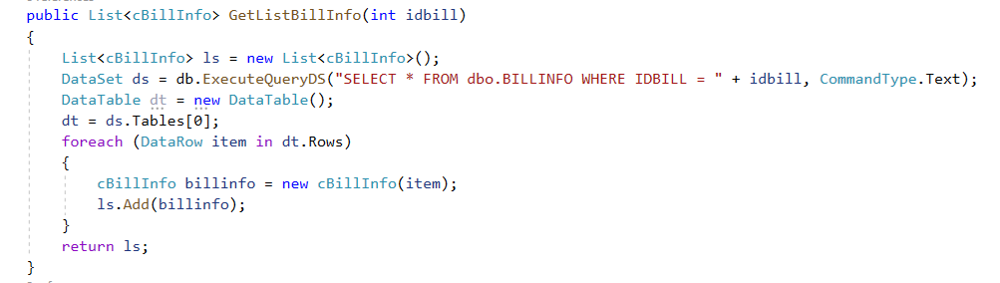 public List<cBillInfo> GetListBillInfo(int idbill)
{
    List<cBillInfo> ls = new List<cBillInfo>();
    DataSet ds = db.ExecuteQueryDS("SELECT * FROM dbo.BILLINFO WHERE IDBILL = " + idbill, CommandType.Text);
    DataTable dt = new DataTable();
    dt = ds.Tables[0];
    foreach (DataRow item in dt.Rows)
    {
        cBillInfo billinfo = new cBillInfo(item);
        ls.Add(billinfo);
    }
    return ls;
}